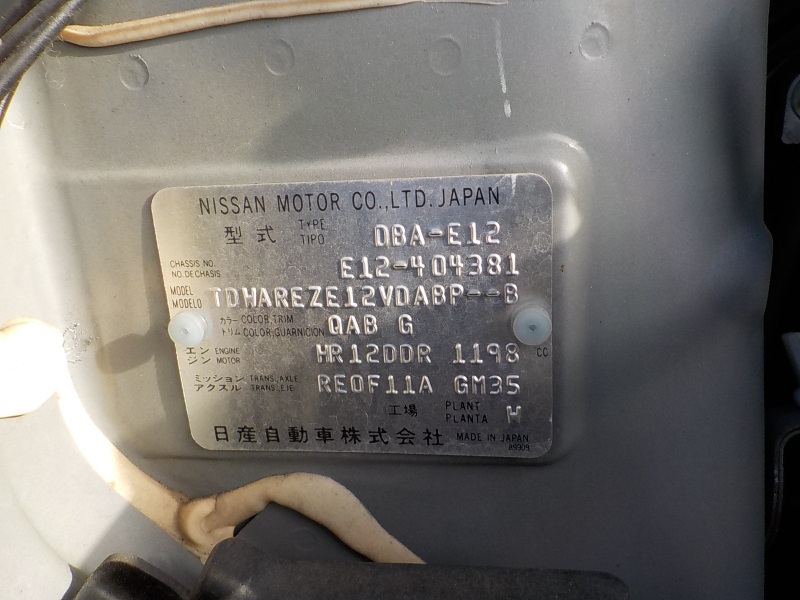 NISSAN MOTOR CO.,LTD. JAPAN
型式 TYPE TIPO DBA-E12
CHASSIS NO. NO.DE CHASIS E12-404381
MODEL MODELO TDHAREZE12VDABP--B
カラー COLOR,TRIM トリム COLOR,GUARNICION QAB G
エンジン ENGINE MOTOR HR12DDR 1198 CC
ミッション TRANS., AXLE アクスル TRANS., EJE RE0F11A GM35
工場 PLANT PLANTA H
日産自動車株式会社 MADE IN JAPAN
89909